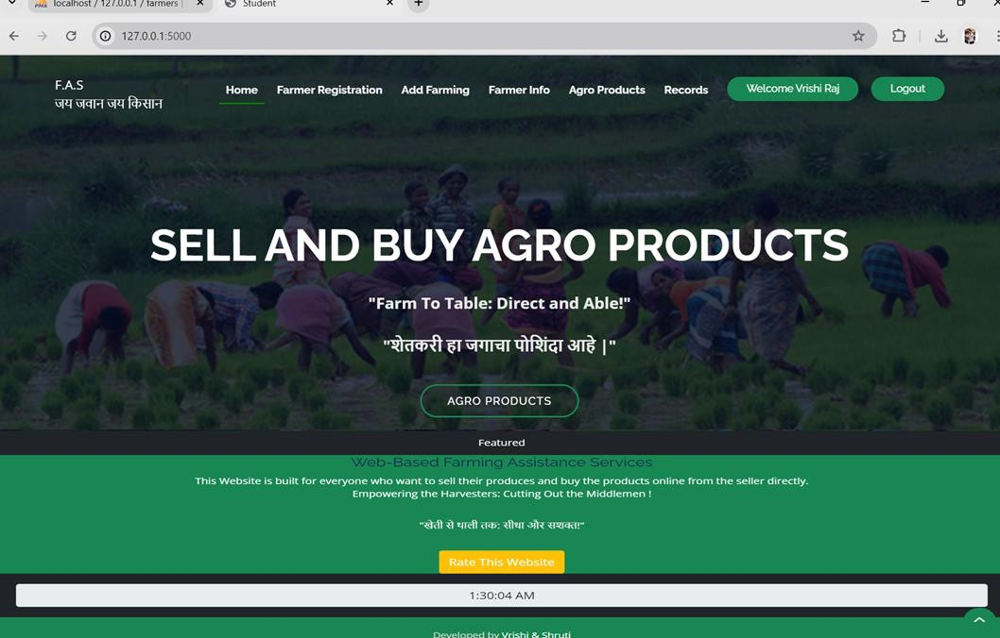 localhost / 127.0.0.1 / farmers |
Student
127.0.0.1:5000
F.A.S
जय जवान जय किसान
Home
Farmer Registration
Add Farming
Farmer Info
Agro Products
Records
Welcome Vrishi Raj
Logout
SELL AND BUY AGRO PRODUCTS
"Farm To Table: Direct and Able!"
"शेतकरी हा जगाचा पोशिंदा आहे |"
AGRO PRODUCTS
Featured
Web-Based Farming Assistance Services
This Website is built for everyone who want to sell their produces and buy the products online from the seller directly.
Empowering the Harvesters: Cutting Out the Middlemen !
"खेती से थाली तक: सीधा और सशक्त!"
Rate This Website
1:30:04 AM
Developed by Vrishi & Shruti